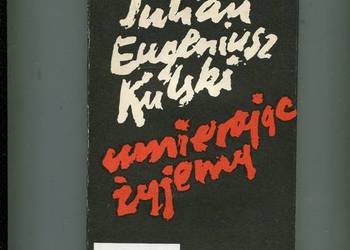 Julian
Eugeniusz
Kulski
umierając
żyjemy